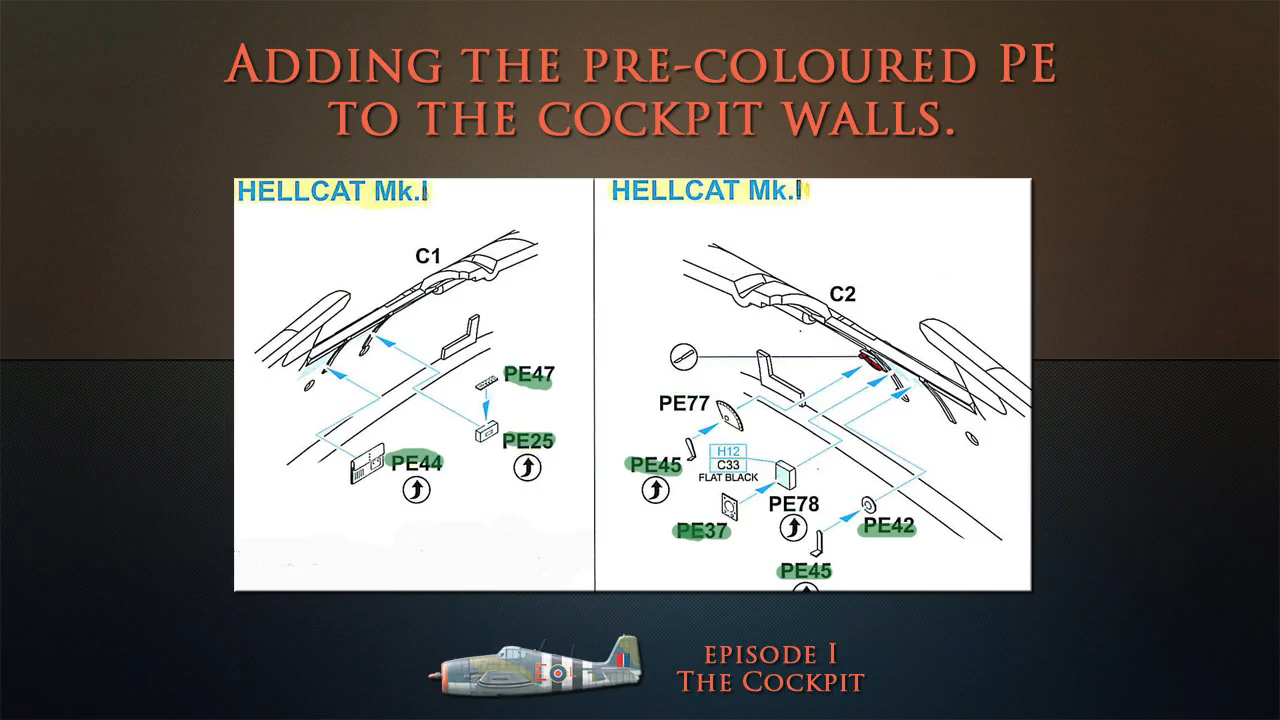 ADDING THE PRE-COLOURED PE
TO THE COCKPIT WALLS.
HELLCAT Mk.I
C1
PE47
PE25
PE44
HELLCAT Mk.I
C2
PE77
PE45
H12
C33
FLAT BLACK
PE78
PE37
PE42
PE45
E
EPISODE I
THE COCKPIT